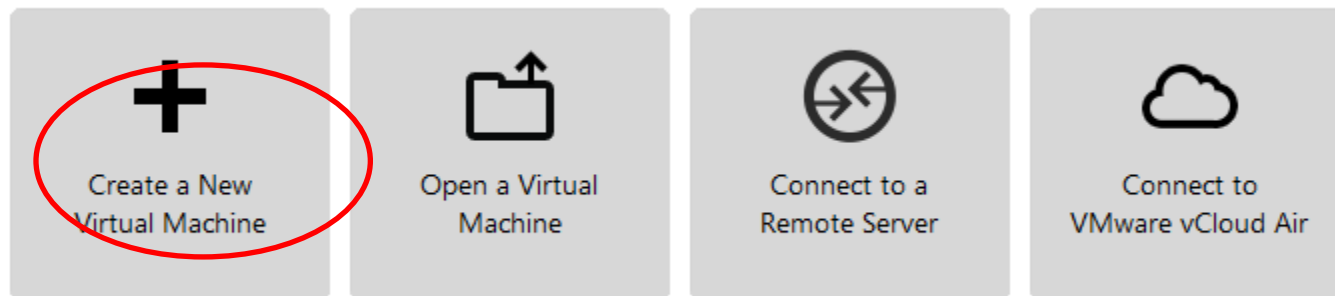 Create a New
Virtual Machine
Open a Virtual
Machine
Connect to a
Remote Server
Connect to
VMware vCloud Air